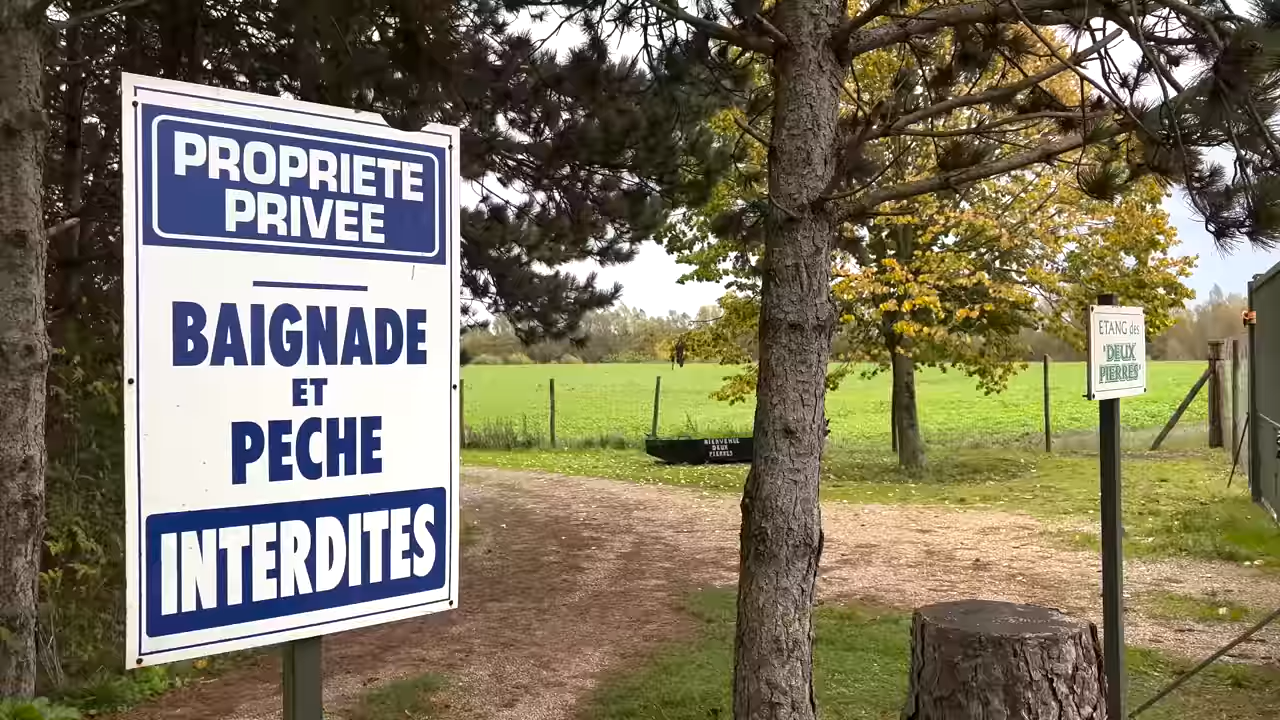 PROPRIETE
PRIVEE
BAIGNADE
ET
PECHE
INTERDITES
BIENVENUE
DEUX
PIERRES
ETANG des
'DEUX
PIERRES'